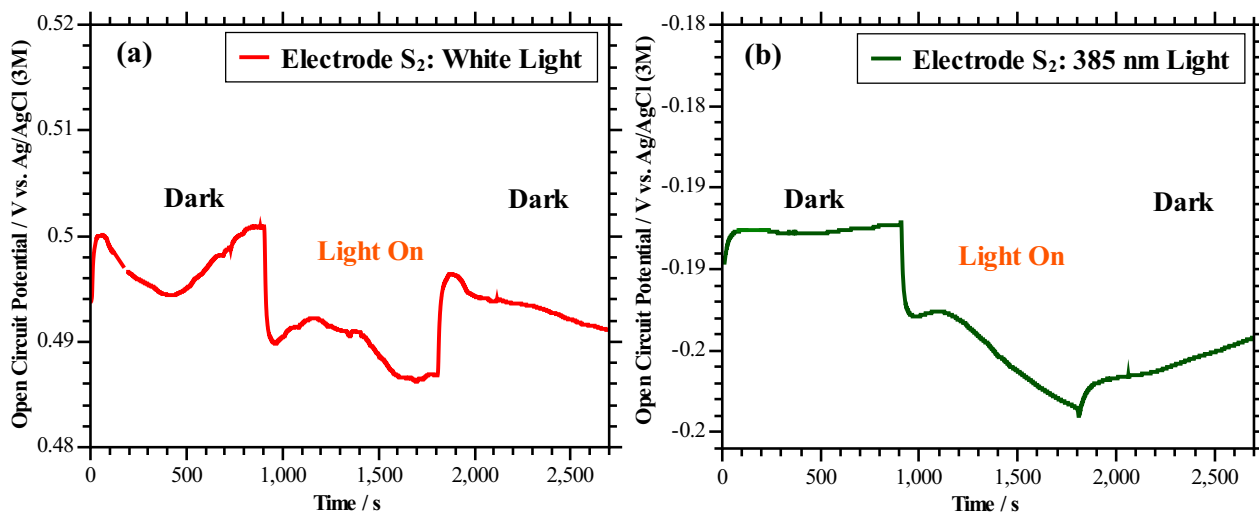 (a)
Electrode S₂: White Light
Open Circuit Potential / V vs. Ag/AgCl (3M)
0.52
0.51
0.5
0.49
0.48
Dark
Light On
Dark
0
500
1,000
1,500
2,000
2,500
Time / s
(b)
Electrode S₂: 385 nm Light
Open Circuit Potential / V vs. Ag/AgCl (3M)
-0.18
-0.18
-0.19
-0.19
-0.2
-0.2
Dark
Light On
Dark
0
500
1,000
1,500
2,000
2,500
Time / s